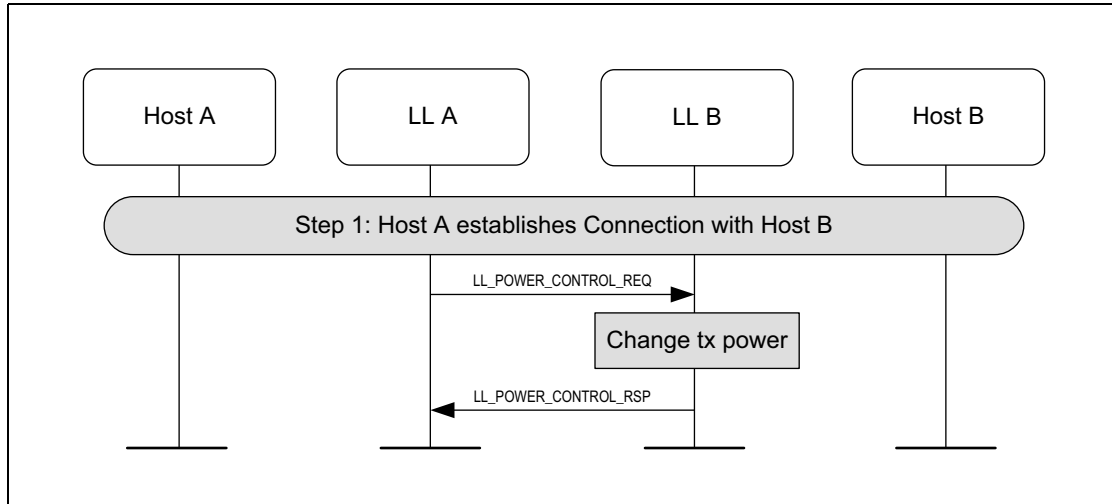 Host A
LL A
LL B
Host B
Step 1: Host A establishes Connection with Host B
LL_POWER_CONTROL_REQ
Change tx power
LL_POWER_CONTROL_RSP